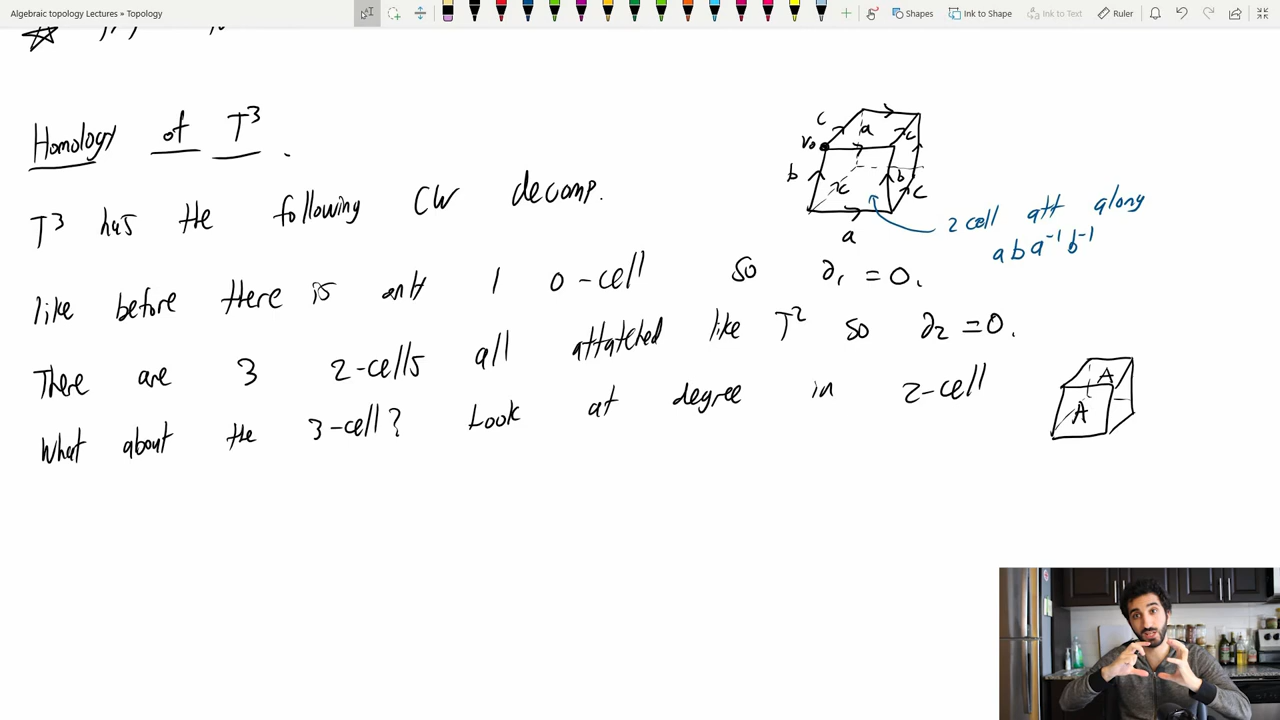 Algebraic topology Lectures » Topology
Shapes Ink to Shape Ink to Text Ruler
Homology of T³.
T³ has the following CW decomp.
c
a
c
v₀
b
b
c
c
a
2 cell att along
a b a⁻¹ b⁻¹
like before there is only 1 0-cell so ∂₁ = 0.
There are 3 2-cells all attatched like T² so ∂₂ = 0.
What about the 3-cell? Look at degree in 2-cell
A
A